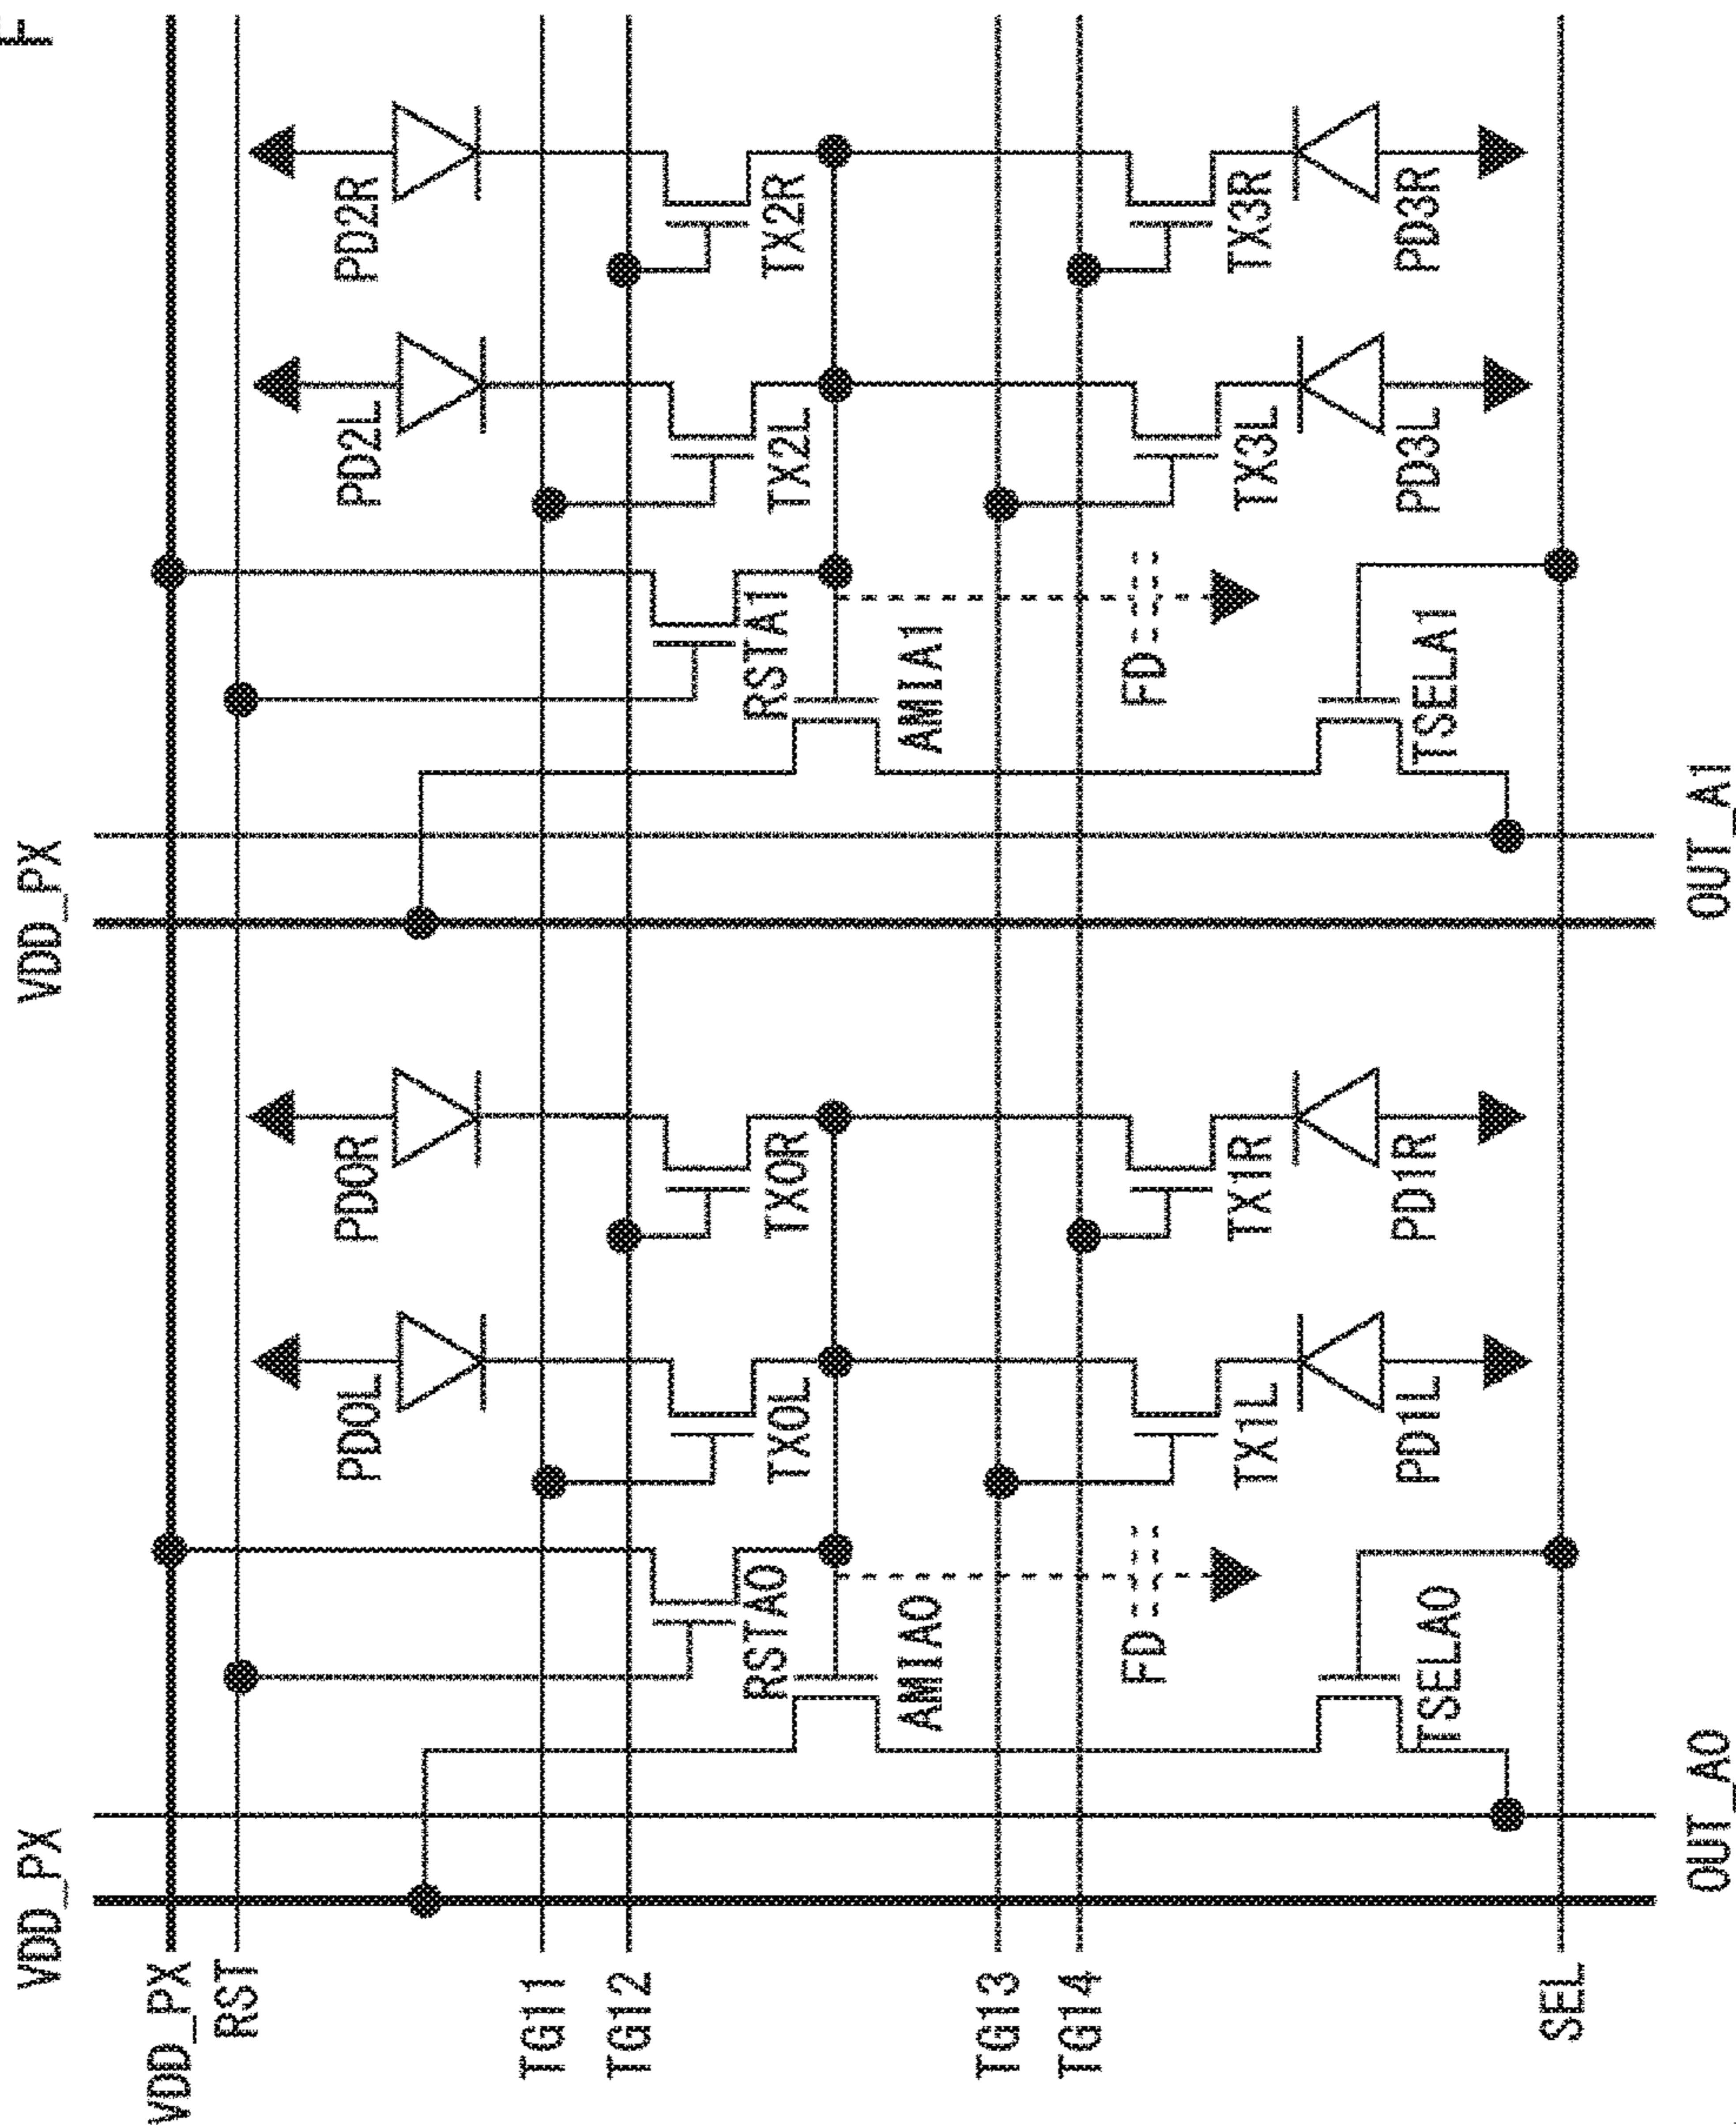 F
VDD_PX
VDD_PX
VDD_PX
RST
PD0L
PD0R
PD2L
PD2R
TG11
TG12
RSTA0
TX0L
TX0R
RSTA1
TX2L
TX2R
AMIA0
AMIA1
TG13
TG14
FD
TX1L
TX1R
FD
TX3L
TX3R
TSELA0
PD1L
PD1R
TSELA1
PD3L
PD3R
SEL
OUT_A0
OUT_A1